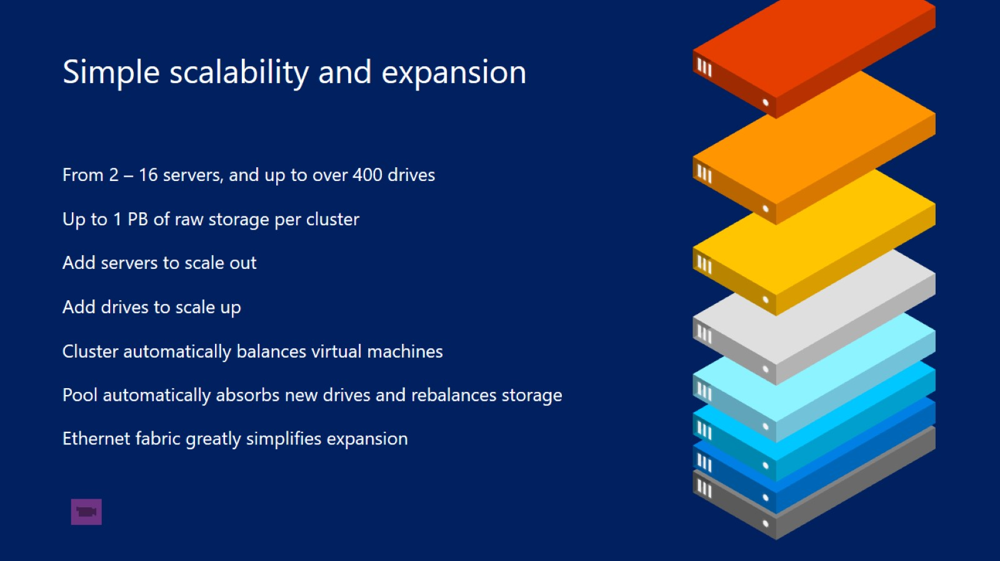 Simple scalability and expansion
From 2 – 16 servers, and up to over 400 drives
Up to 1 PB of raw storage per cluster
Add servers to scale out
Add drives to scale up
Cluster automatically balances virtual machines
Pool automatically absorbs new drives and rebalances storage
Ethernet fabric greatly simplifies expansion